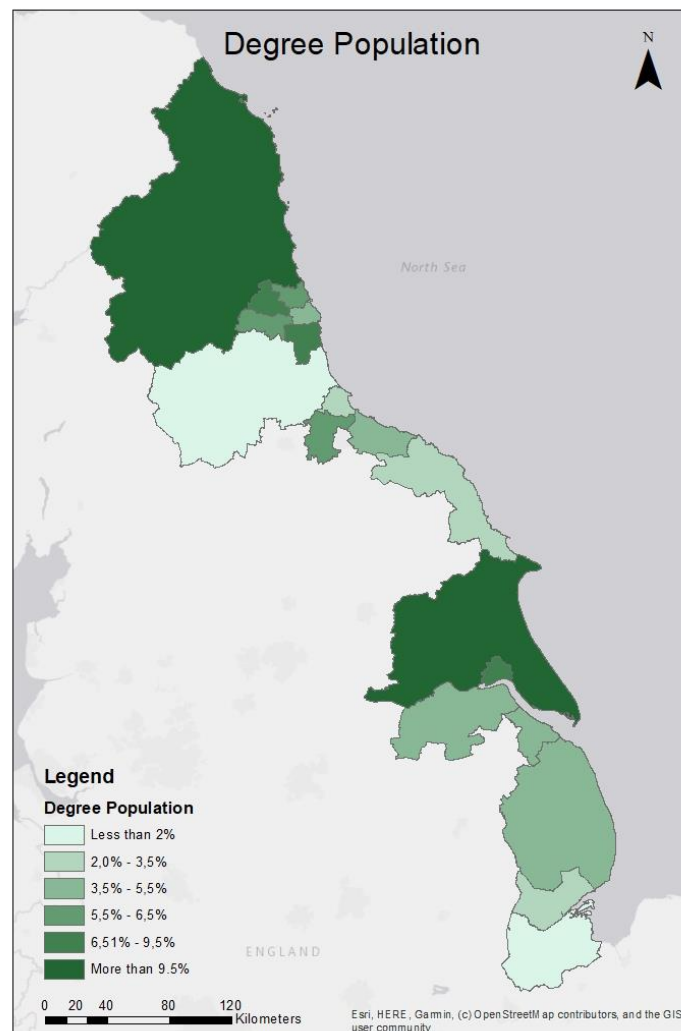 Degree Population
N
North Sea
Legend
Degree Population
Less than 2%
2,0% - 3,5%
3,5% - 5,5%
5,5% - 6,5%
6,51% - 9,5%
More than 9.5%
ENGLAND
0 20 40 80 120
Kilometers
Esri, HERE, Garmin, (c) OpenStreetMap contributors, and the GIS
user community